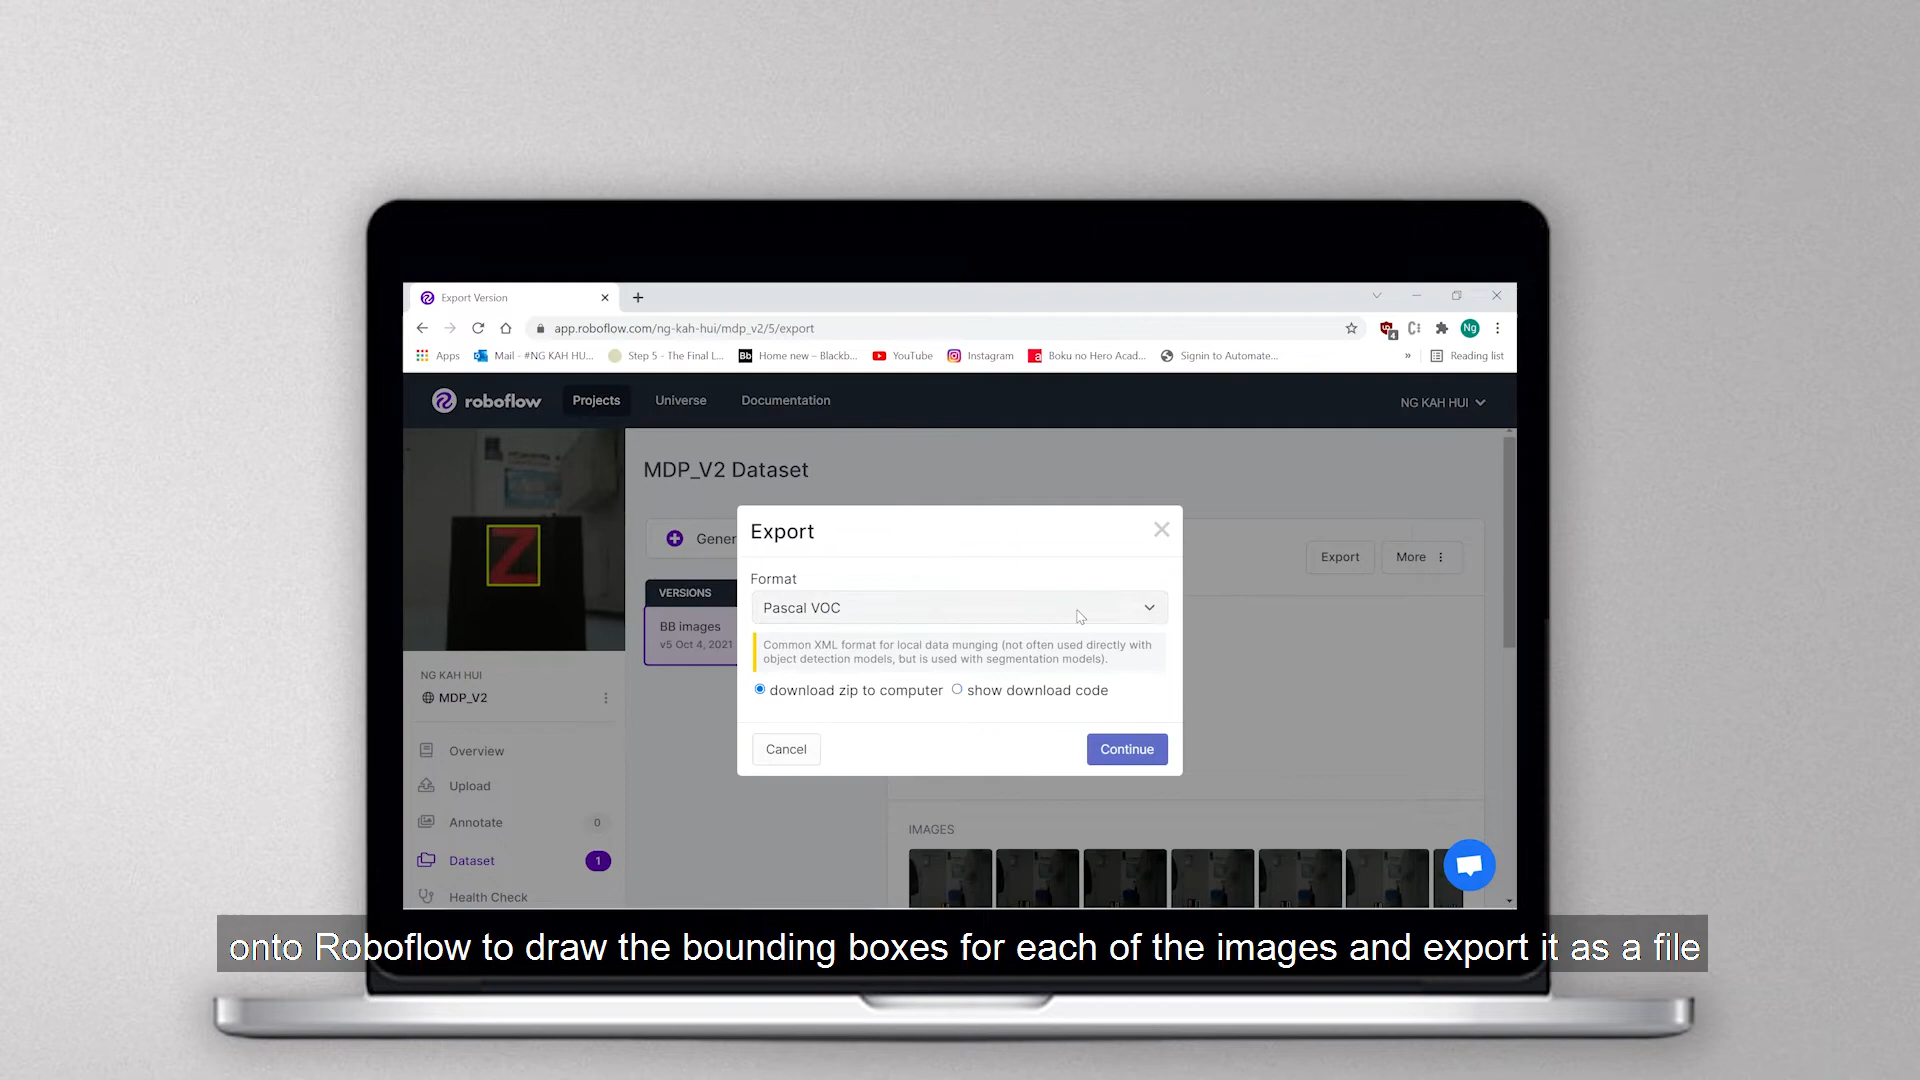 Export Version
app.roboflow.com/ng-kah-hui/mdp_v2/5/export
Ng
Apps
Mail - #NG KAH HU...
Step 5 - The Final L...
Bb
Home new – Blackb...
YouTube
Instagram
Boku no Hero Acad...
Signin to Automate...
»
Reading list
roboflow
Projects
Universe
Documentation
NG KAH HUI
MDP_V2 Dataset
Z
Gener
Export
More
VERSIONS
BB images
v5 Oct 4, 2021
Export
Format
Pascal VOC
Common XML format for local data munging (not often used directly with
object detection models, but is used with segmentation models).
download zip to computer
show download code
Cancel
Continue
NG KAH HUI
MDP_V2
Overview
Upload
Annotate
0
Dataset
1
Health Check
IMAGES
onto Roboflow to draw the bounding boxes for each of the images and export it as a file